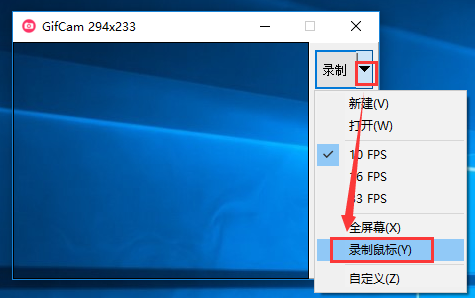 GifCam 294x233
录制
新建(V)
打开(W)
10 FPS
16 FPS
33 FPS
全屏幕(X)
录制鼠标(Y)
自定义(Z)